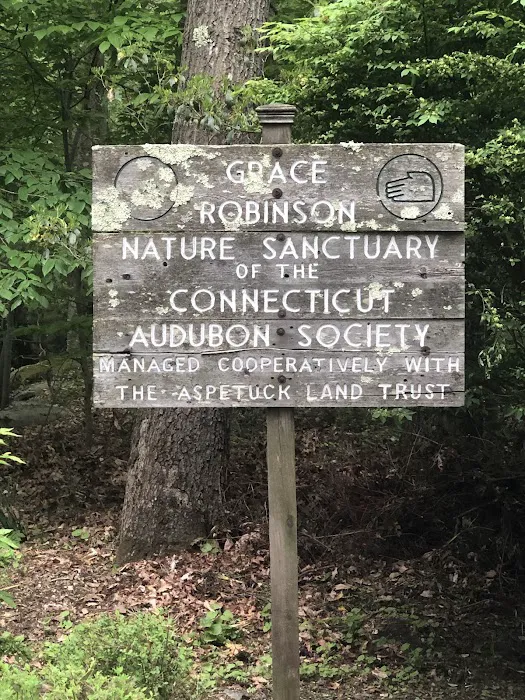 GRACE
ROBINSON
NATURE SANCTUARY
OF THE
CONNECTICUT
AUDUBON SOCIETY
MANAGED COOPERATIVELY WITH
THE ASPETUCK LAND TRUST